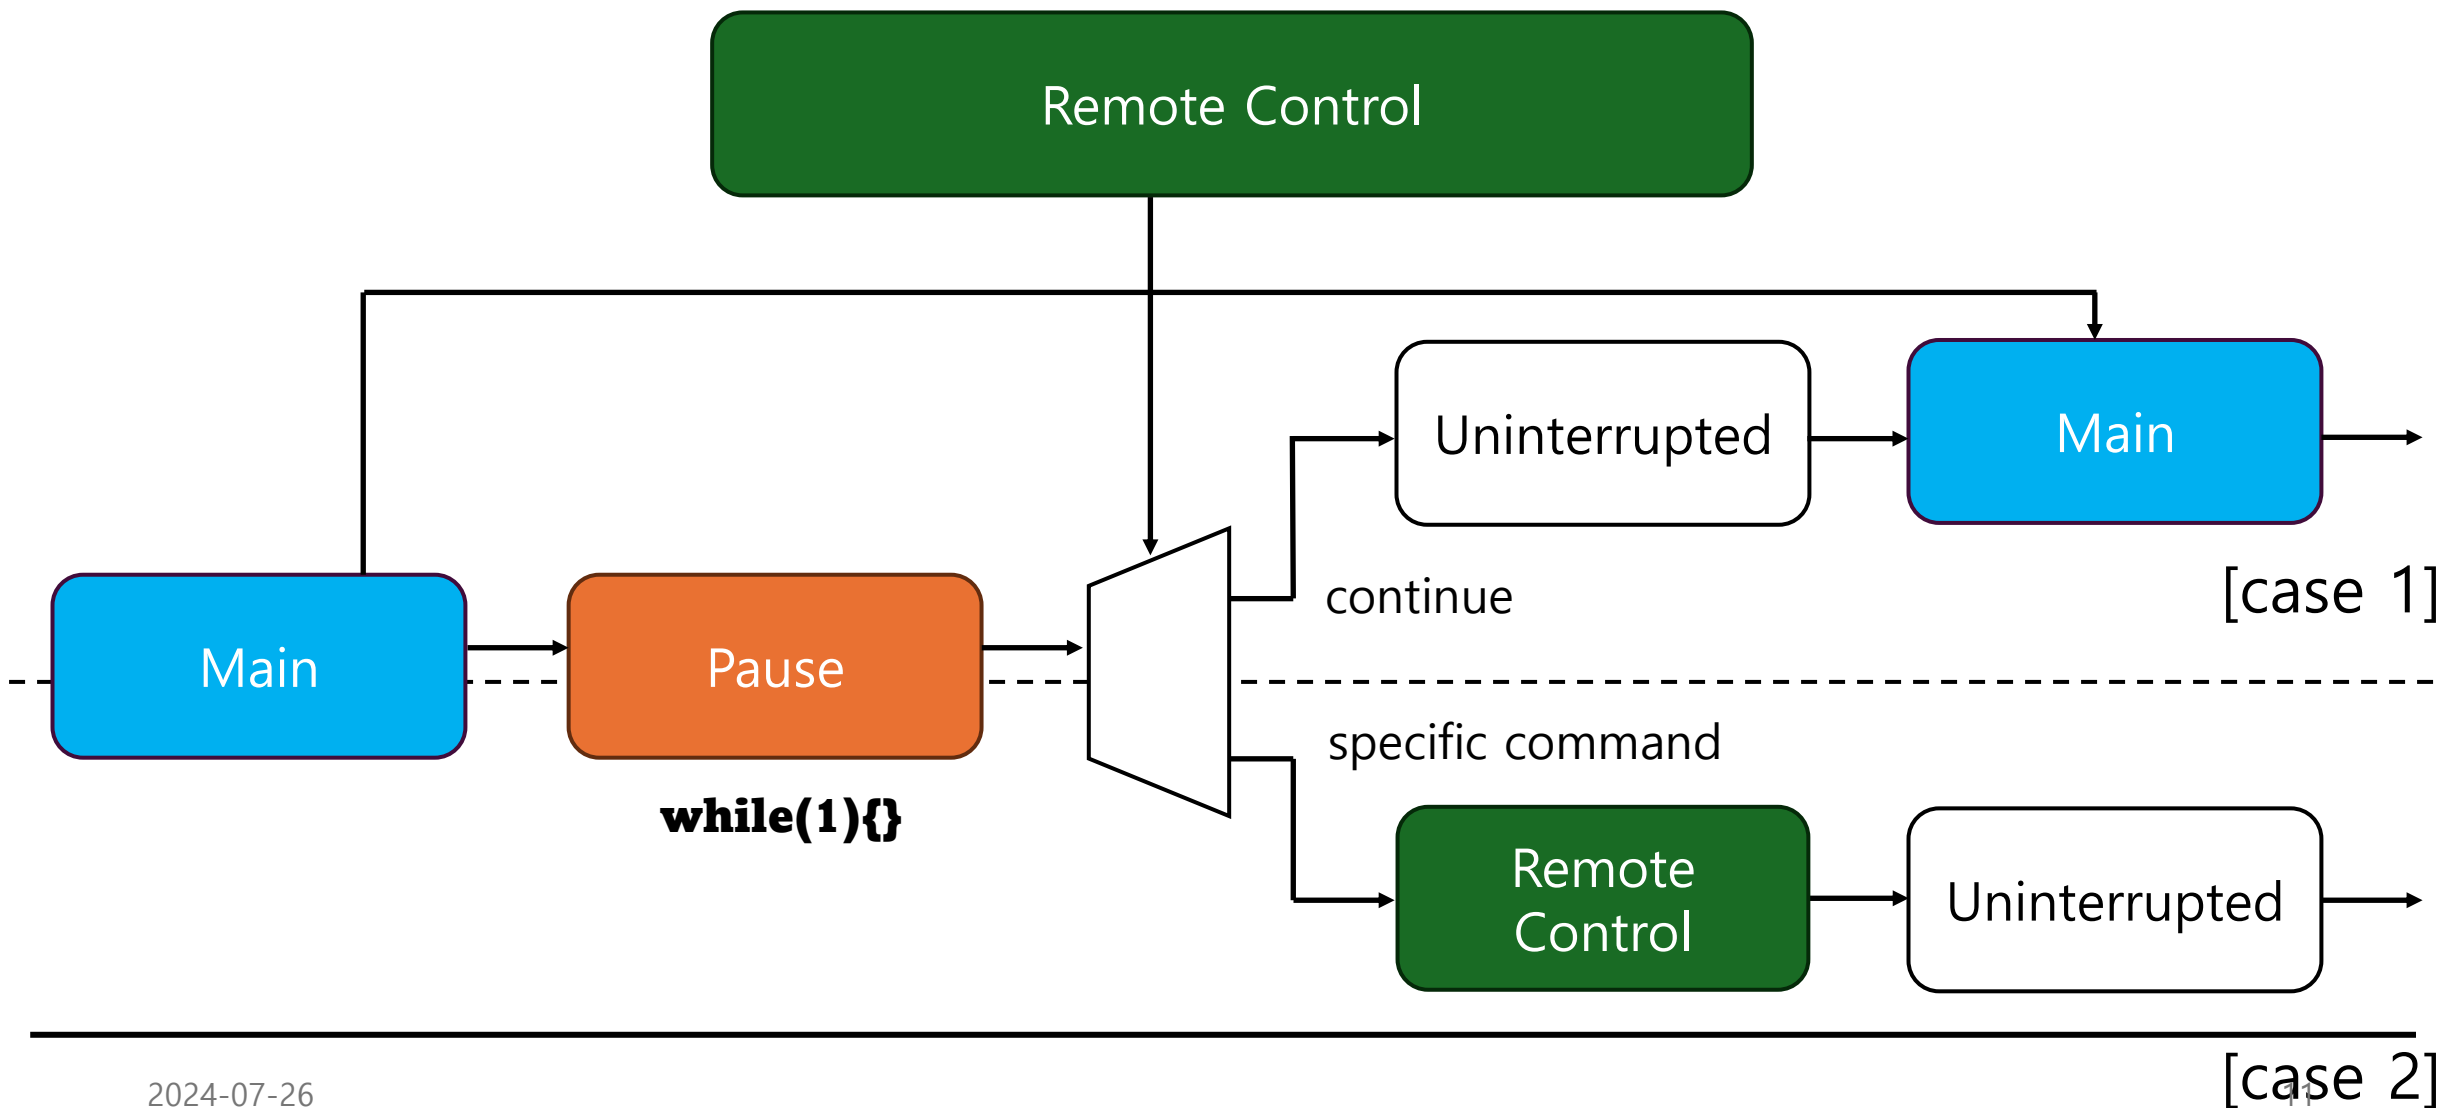 Remote Control
Uninterrupted
Main
continue
[case 1]
Main
Pause
specific command
while(1){}
Remote
Control
Uninterrupted
[case 2]
2024-07-26
11